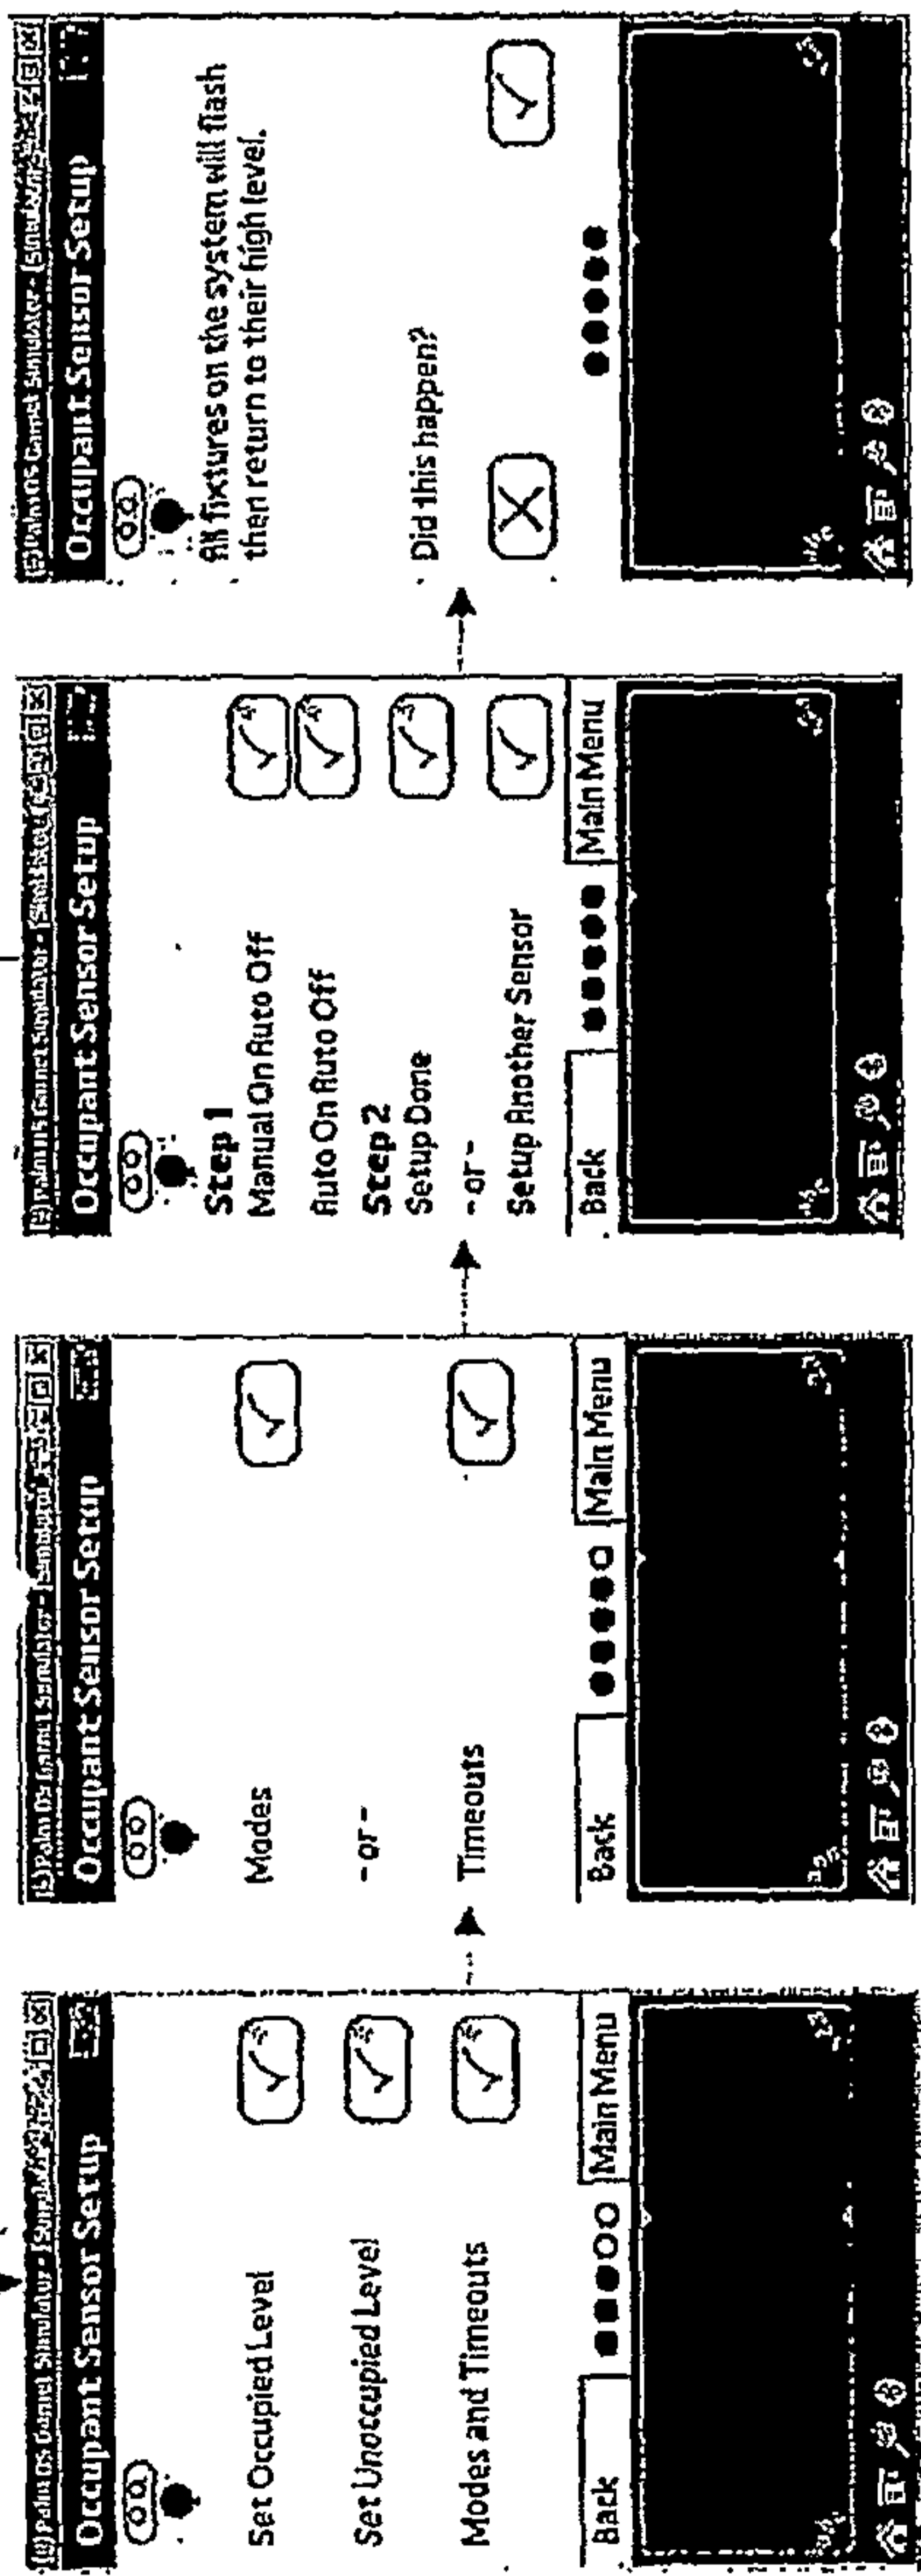 Occupant Sensor Setup
Set Occupied Level
Set Unoccupied Level
Modes and Timeouts
Back
Main Menu
Occupant Sensor Setup
Modes
-or-
Timeouts
Back
Main Menu
Occupant Sensor Setup
Step 1
Manual On Auto Off
Auto On Auto Off
Step 2
Setup Done
-or-
Setup Another Sensor
Back
Main Menu
Occupant Sensor Setup
All fixtures on the system will flash
then return to their high level.
Did this happen?